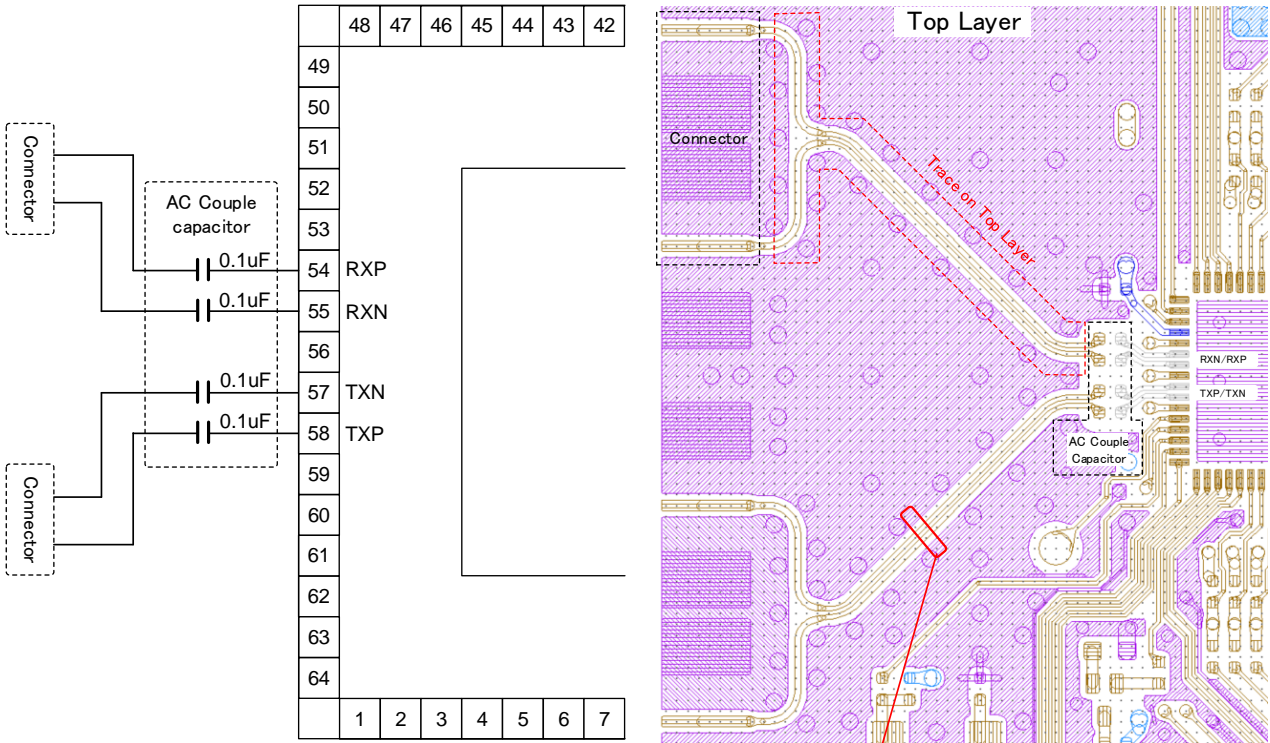 48 47 46 45 44 43 42
49
50
51
52
53
54 RXP
55 RXN
56
57 TXN
58 TXP
59
60
61
62
63
64
1 2 3 4 5 6 7
Connector
AC Couple
capacitor
0.1uF
0.1uF
0.1uF
0.1uF
Connector
Top Layer
Connector
Trace on Top Layer
RXN/RXP
TXP/TXN
AC Couple
Capacitor